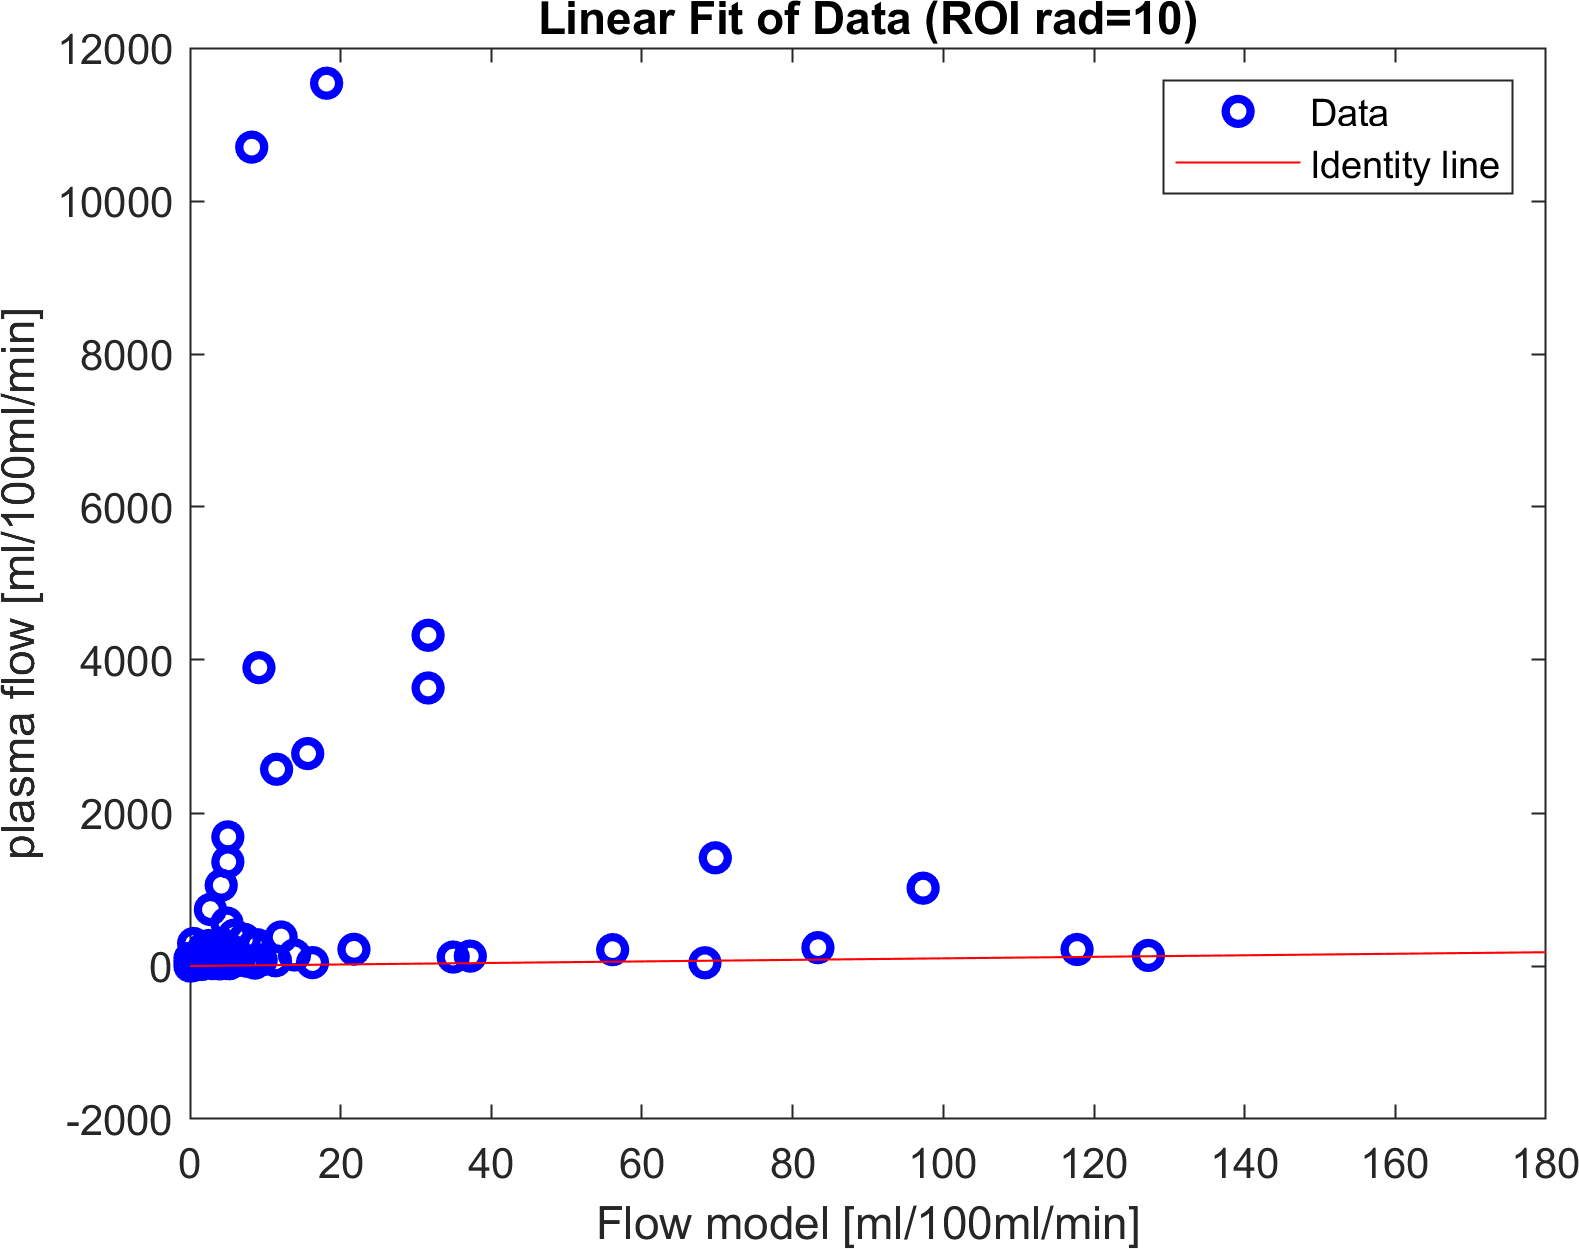 Linear Fit of Data (ROI rad=10)
12000
10000
8000
6000
4000
2000
0
-2000
plasma flow [ml/100ml/min]
Data
Identity line
0 20 40 60 80 100 120 140 160 180
Flow model [ml/100ml/min]